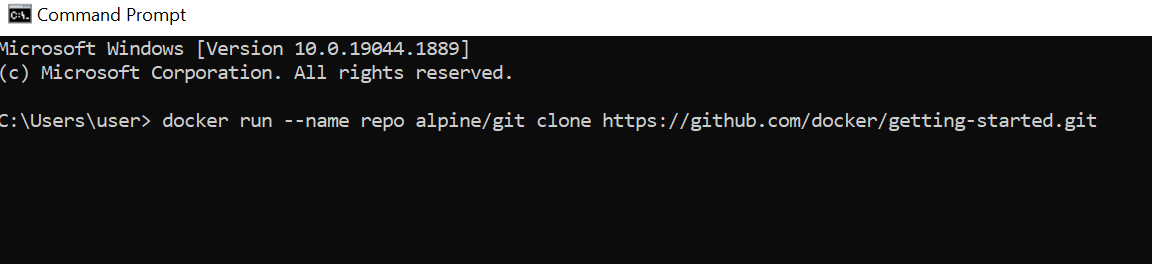 Command Prompt
Microsoft Windows [Version 10.0.19044.1889]
(c) Microsoft Corporation. All rights reserved.
C:\Users\user> docker run --name repo alpine/git clone https://github.com/docker/getting-started.git